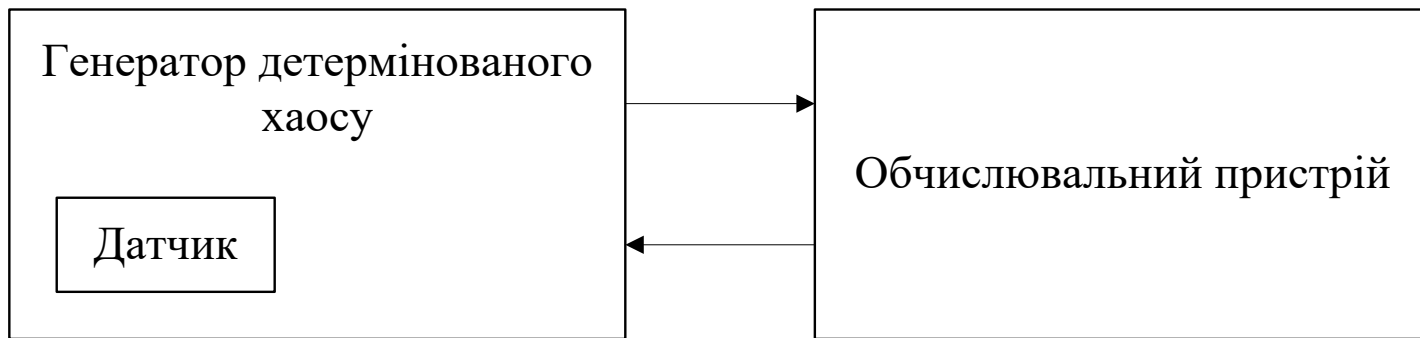 Генератор детермінованого
хаосу
Обчислювальний пристрій
Датчик